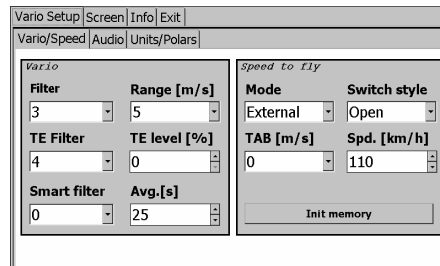 Vario Setup Screen Info Exit
Vario/Speed Audio Units/Polars
Vario
Filter Range [m/s]
3 5
TE Filter TE level [%]
4 0
Smart filter Avg.[s]
0 25
Speed to fly
Mode Switch style
External Open
TAB [m/s] Spd. [km/h]
0 110
Init memory